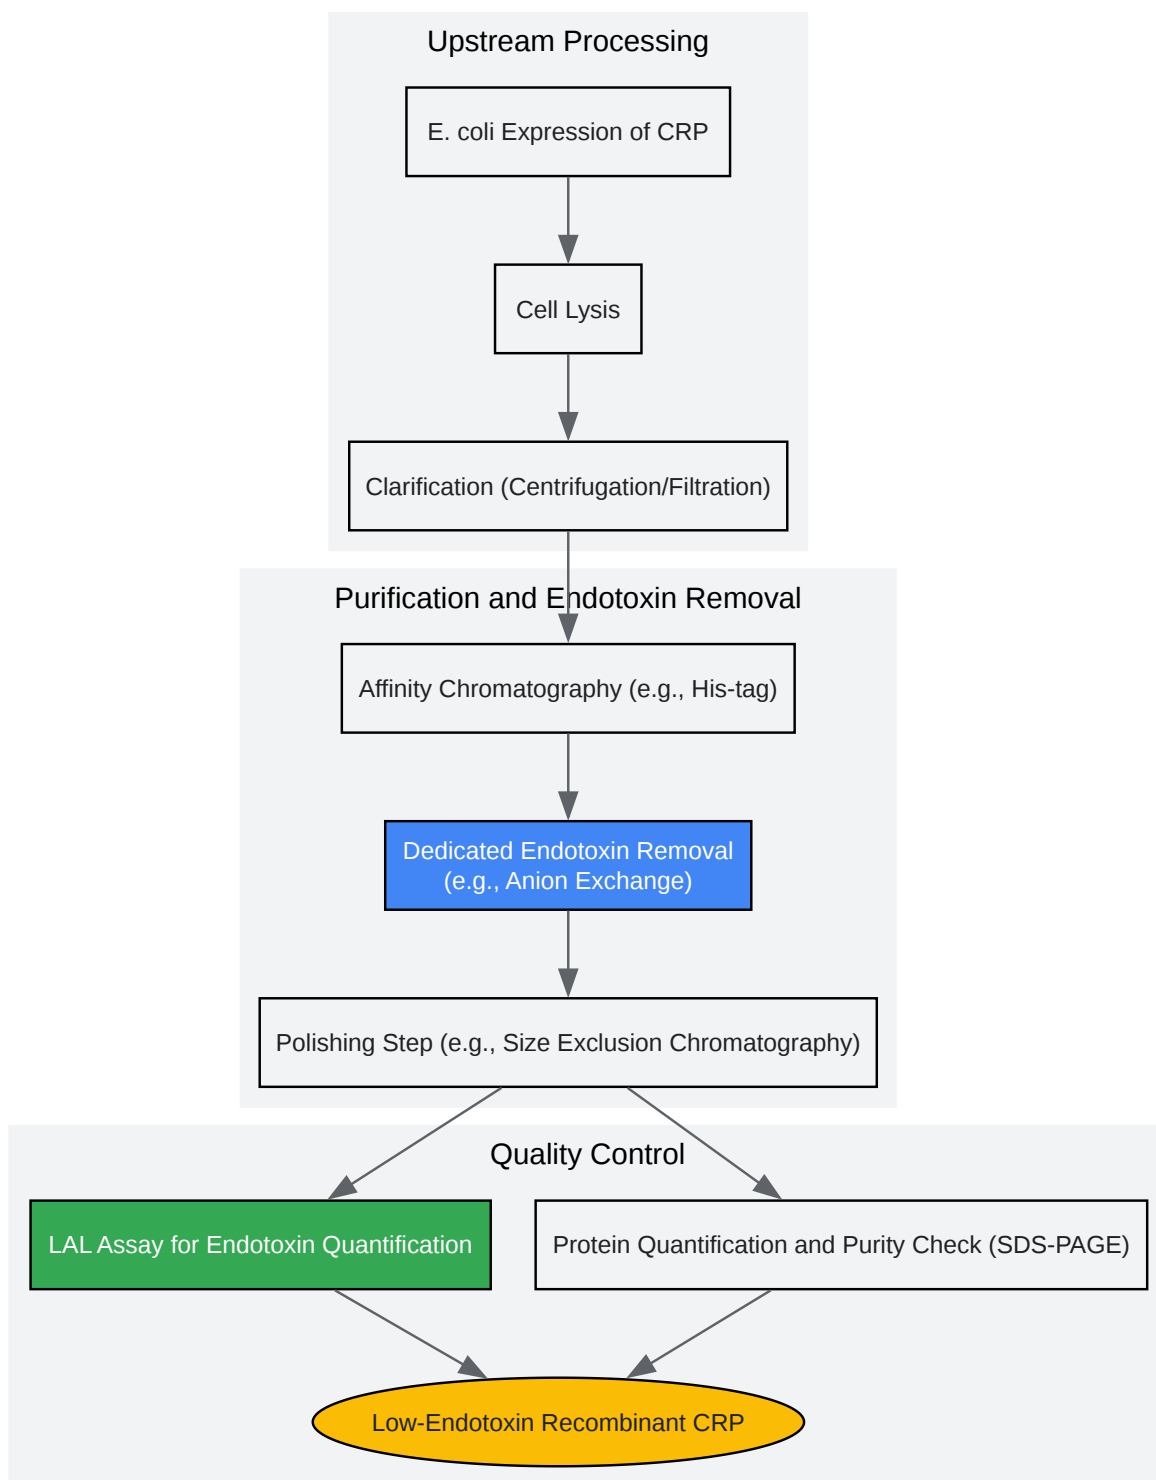 Upstream Processing
E. coli Expression of CRP
Cell Lysis
Clarification (Centrifugation/Filtration)
Purification and Endotoxin Removal
Affinity Chromatography (e.g., His-tag)
Dedicated Endotoxin Removal
(e.g., Anion Exchange)
Polishing Step (e.g., Size Exclusion Chromatography)
Quality Control
LAL Assay for Endotoxin Quantification
Protein Quantification and Purity Check (SDS-PAGE)
Low-Endotoxin Recombinant CRP